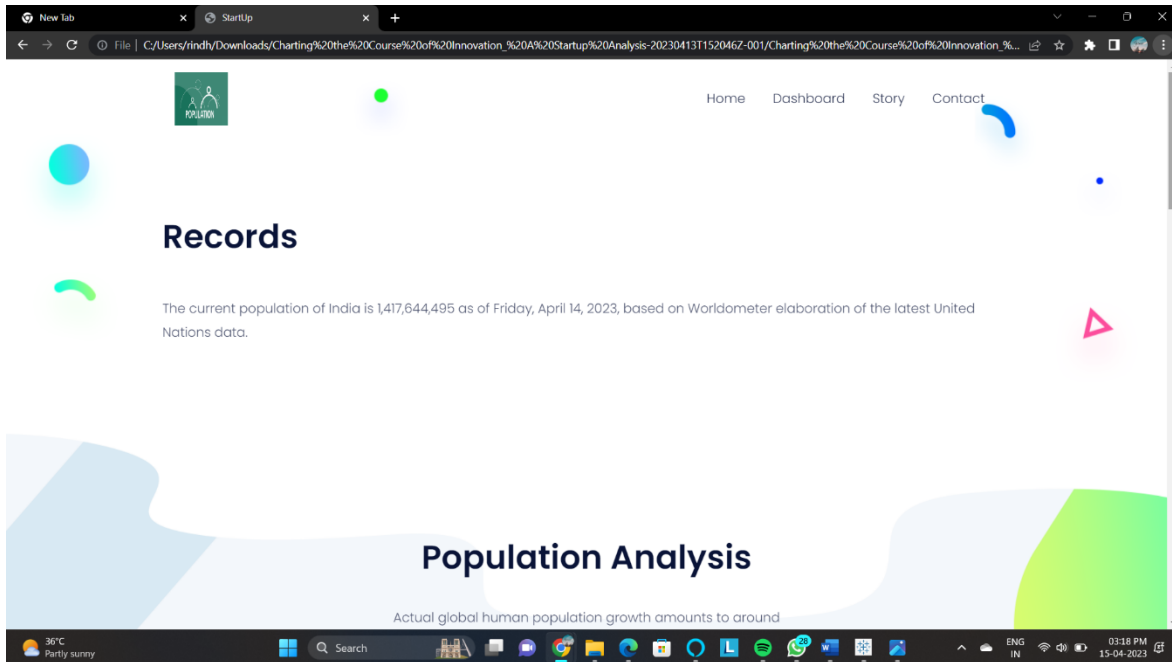 New Tab
StartUp
File | C:/Users/rindh/Downloads/Charting%20the%20Course%20of%20Innovation_%20A%20Startup%20Analysis-20230413T152046Z-001/Charting%20the%20Course%20of%20Innovation_%...
POPULATION
Home Dashboard Story Contact
Records
The current population of India is 1,417,644,495 as of Friday, April 14, 2023, based on Worldometer elaboration of the latest United
Nations data.
Population Analysis
Actual global human population growth amounts to around
36°C
Partly sunny
Search
28
ENG
IN
03:18 PM
15-04-2023